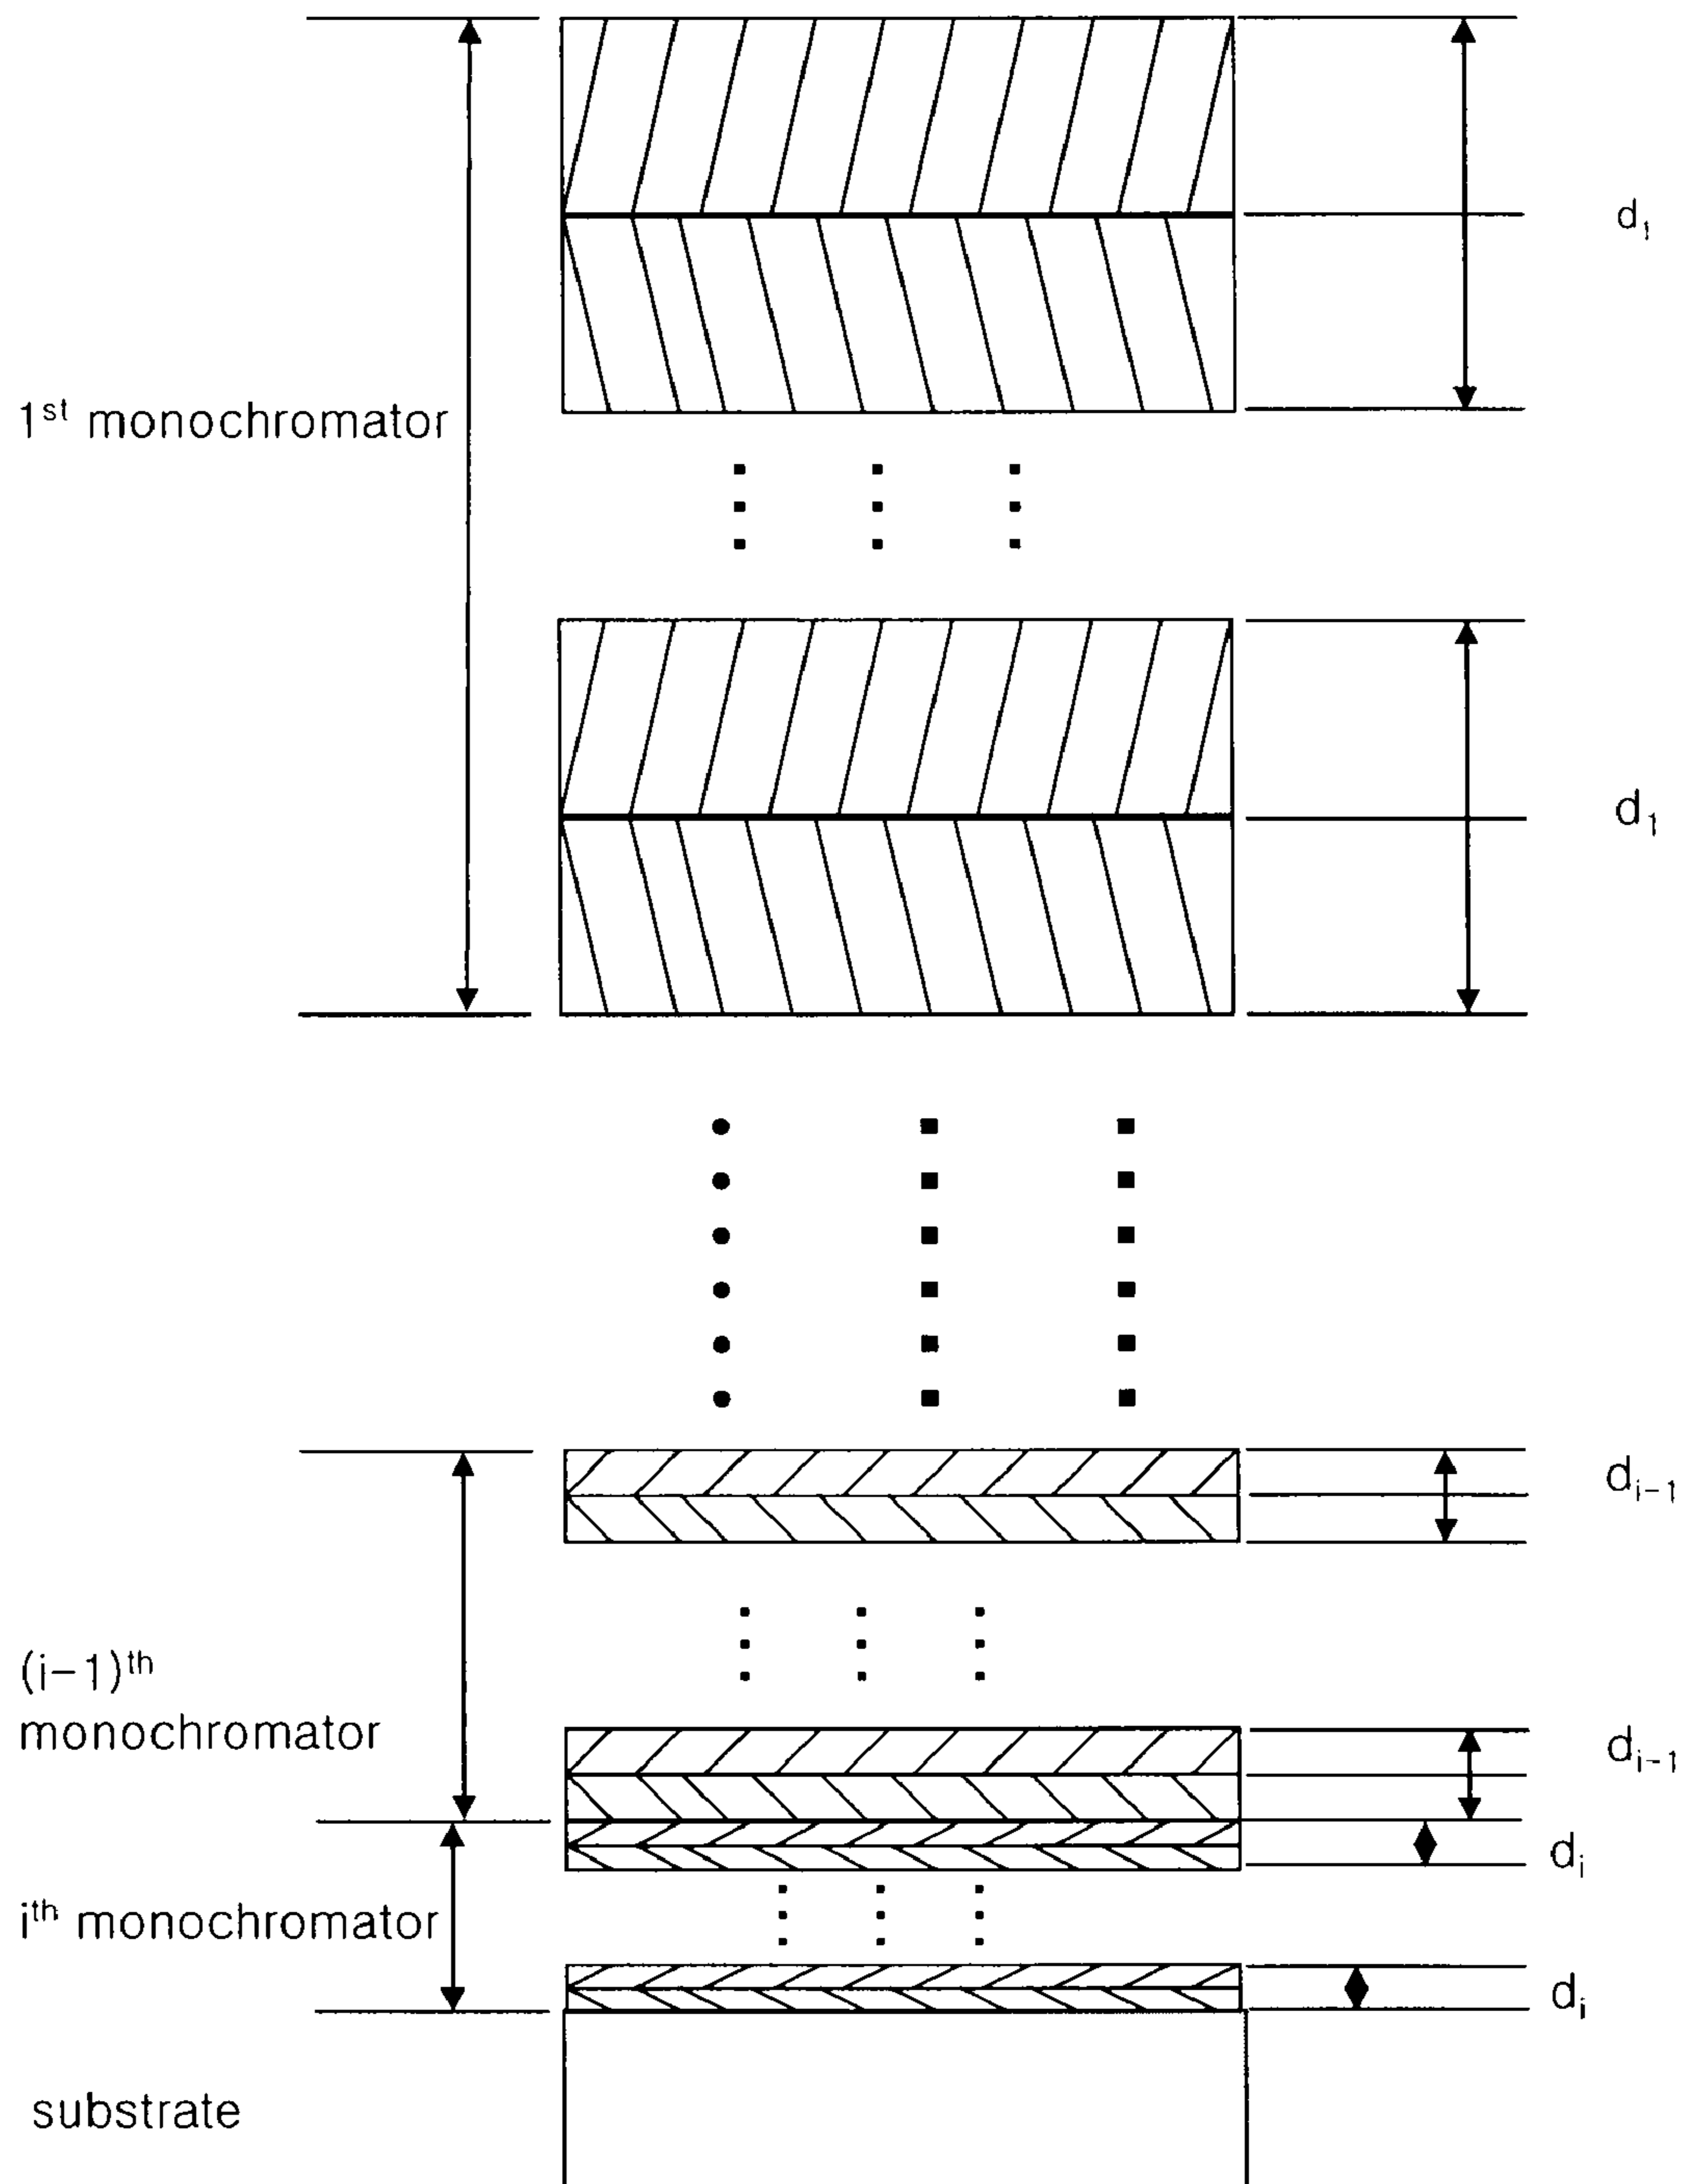 d₁
1ˢᵗ monochromator
d₁
dᵢ₋₁
(i−1)ᵗʰ
monochromator
dᵢ₋₁
dᵢ
iᵗʰ monochromator
dᵢ
substrate